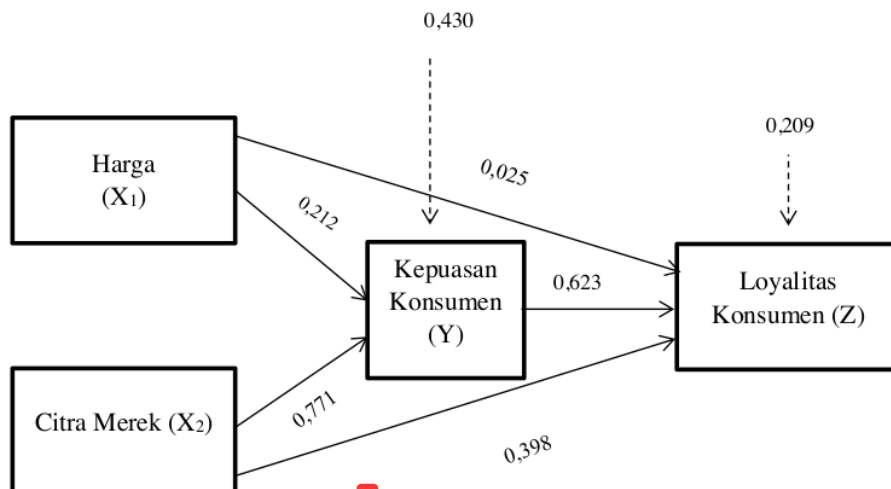 0,430
0,209
Harga
(X₁)
0,025
0,212
Kepuasan
Konsumen
(Y)
0,623
Loyalitas
Konsumen (Z)
Citra Merek (X₂)
0,771
0,398